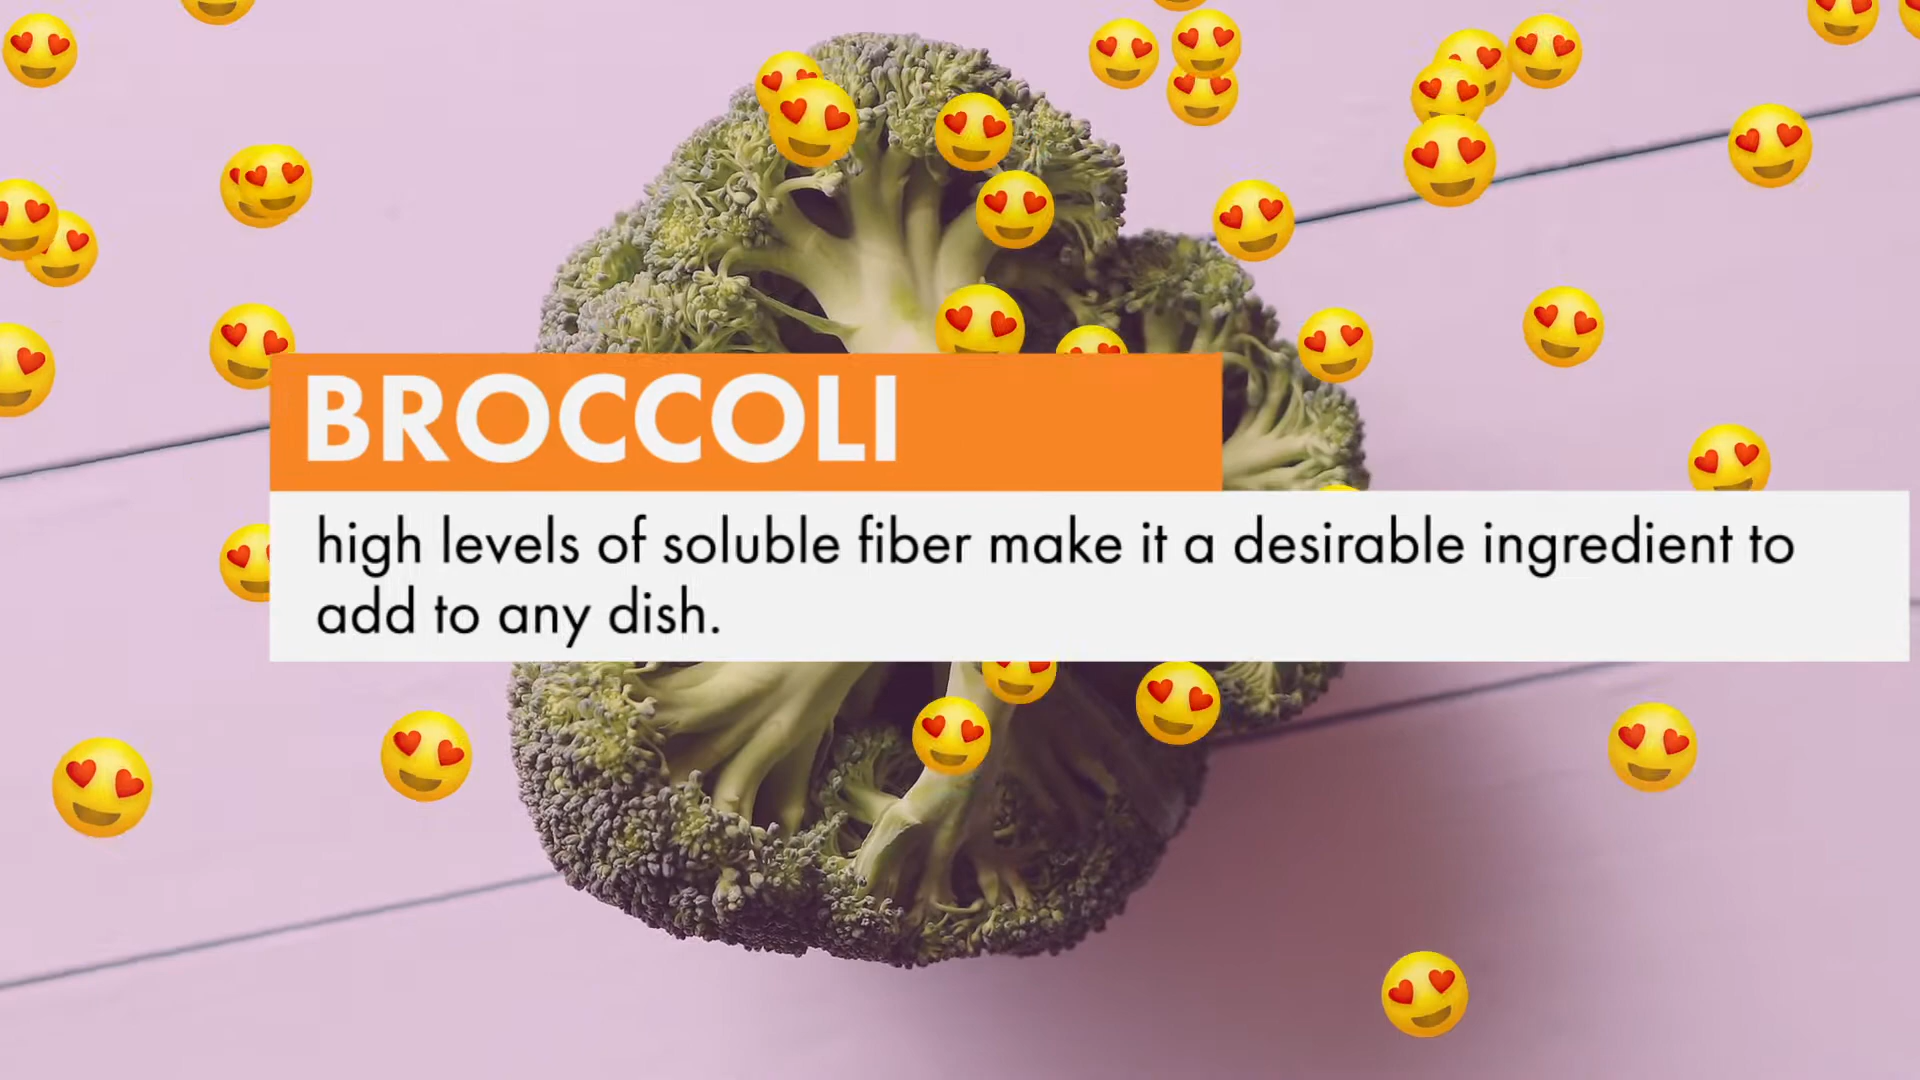 BROCCOLI
high levels of soluble fiber make it a desirable ingredient to
add to any dish.